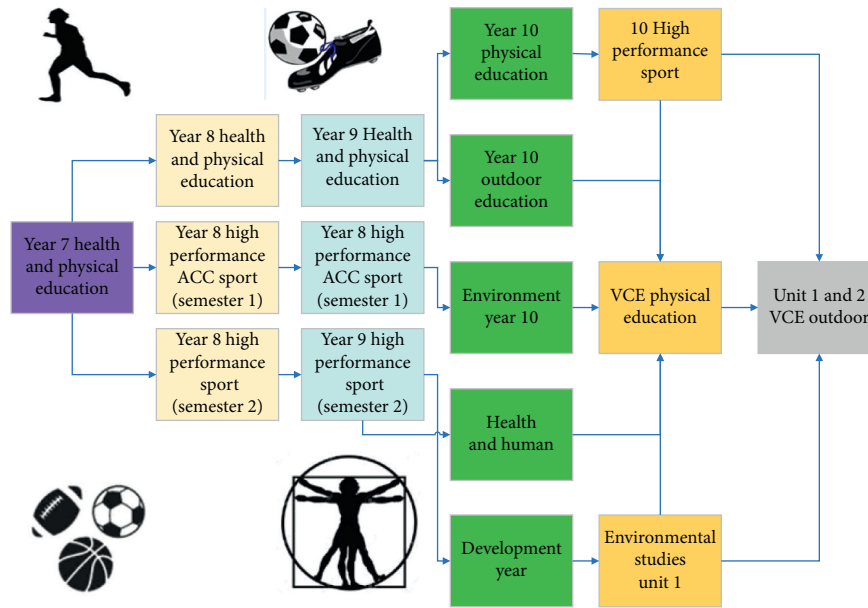 Year 7 health
and physical
education
Year 8 health
and physical
education
Year 8 high
performance
ACC sport
(semester 1)
Year 8 high
performance
sport
(semester 2)
Year 9 Health
and physical
education
Year 8 high
performance
ACC sport
(semester 1)
Year 9 high
performance
sport
(semester 2)
Year 10
physical
education
Year 10
outdoor
education
Environment
year 10
Health
and human
Development
year
10 High
performance
sport
VCE physical
education
Environmental
studies
unit 1
Unit 1 and 2
VCE outdoor